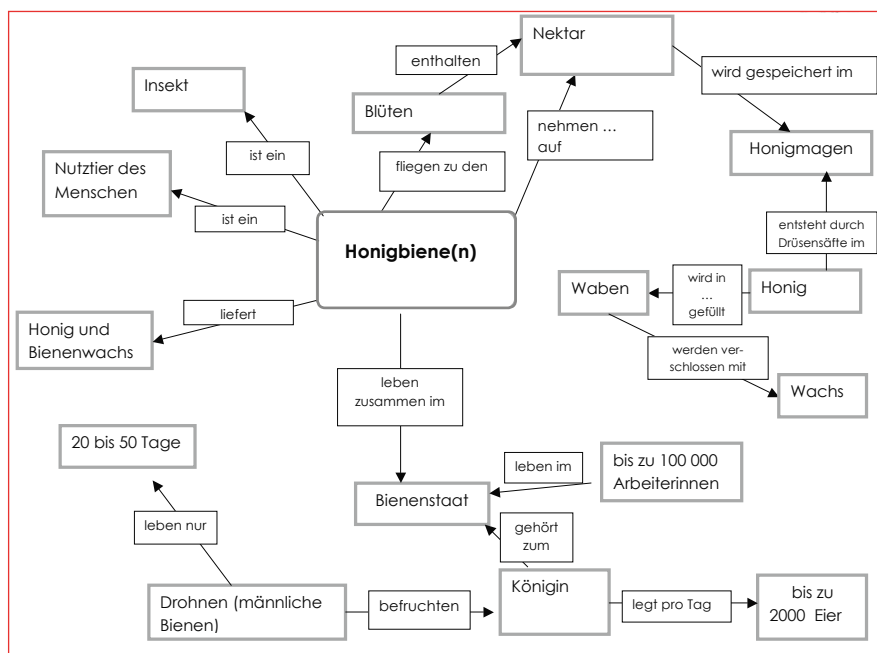 Nektar
enthalten
wird gespeichert im
Insekt
Blüten
nehmen ...
auf
Honigmagen
ist ein
fliegen zu den
Nutztier des
Menschen
ist ein
entsteht durch
Drüsensäfte im
Honigbiene(n)
Waben
wird in
...
gefüllt
Honig
liefert
Honig und
Bienenwachs
werden ver-
schlossen mit
leben
zusammen im
Wachs
20 bis 50 Tage
leben im
bis zu 100 000
Arbeiterinnen
Bienenstaat
leben nur
gehört
zum
Drohnen (männliche
Bienen)
befruchten
Königin
legt pro Tag
bis zu
2000 Eier